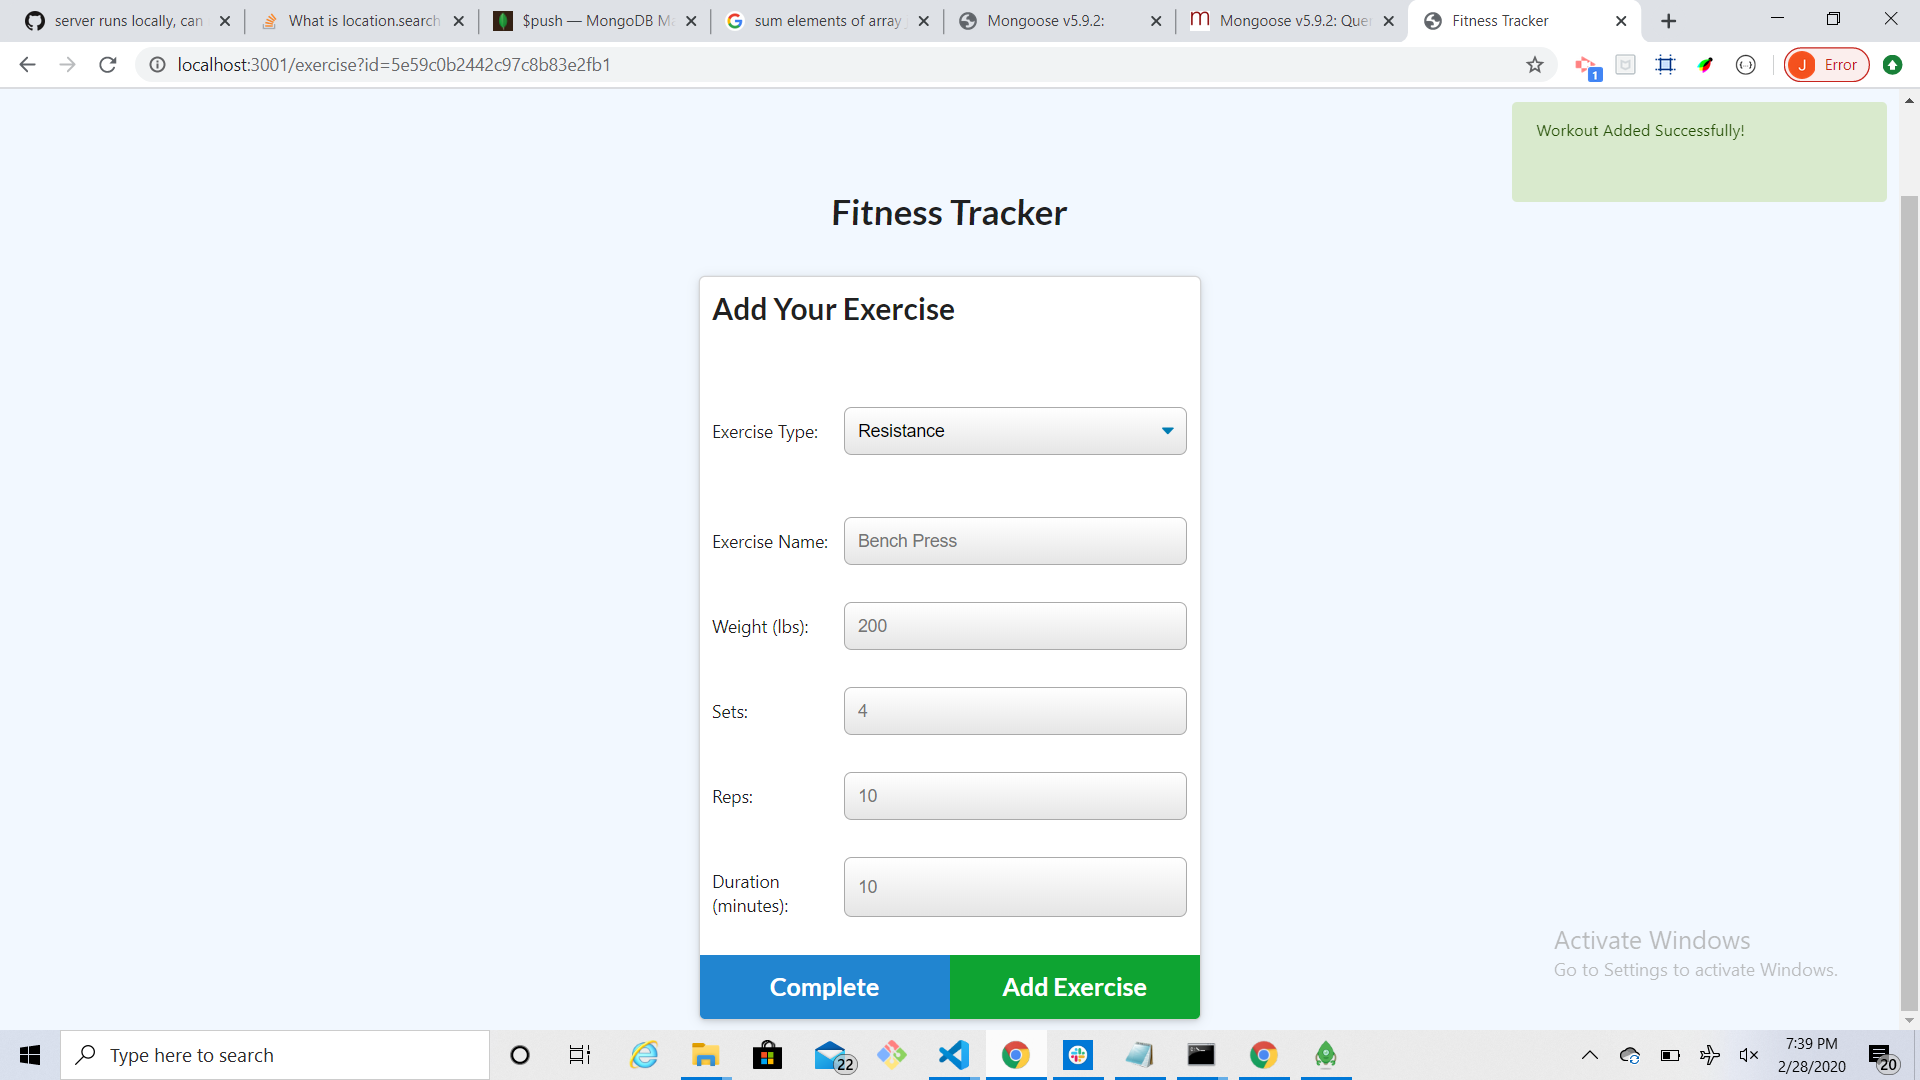 server runs locally, can
What is location.search
$push — MongoDB Ma
sum elements of array
Mongoose v5.9.2:
Mongoose v5.9.2: Quer
Fitness Tracker
localhost:3001/exercise?id=5e59c0b2442c97c8b83e2fb1
1
J Error
Workout Added Successfully!
Fitness Tracker
Add Your Exercise
Exercise Type: Resistance
Exercise Name: Bench Press
Weight (lbs): 200
Sets: 4
Reps: 10
Duration
(minutes): 10
Complete Add Exercise
Activate Windows
Go to Settings to activate Windows.
Type here to search
22
7:39 PM
2/28/2020
20